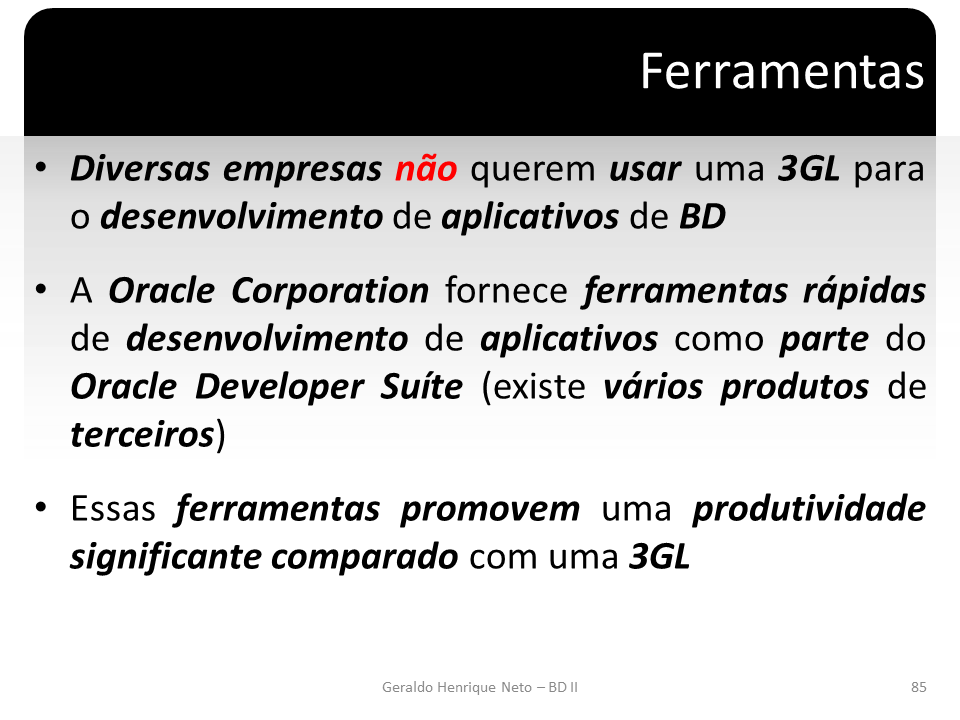 Ferramentas
• Diversas empresas não querem usar uma 3GL para
o desenvolvimento de aplicativos de BD
• A Oracle Corporation fornece ferramentas rápidas
de desenvolvimento de aplicativos como parte do
Oracle Developer Suíte (existe vários produtos de
terceiros)
• Essas ferramentas promovem uma produtividade
significante comparado com uma 3GL
Geraldo Henrique Neto – BD II
85